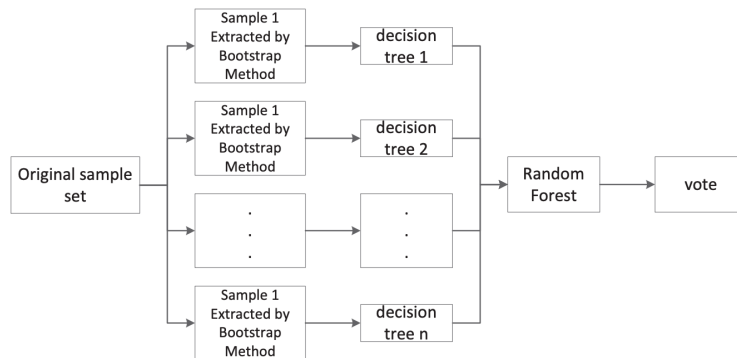 Sample 1
Extracted by
Bootstrap
Method
decision
tree 1
Sample 1
Extracted by
Bootstrap
Method
decision
tree 2
Original sample
set
.
.
.
.
.
.
Random
Forest
vote
Sample 1
Extracted by
Bootstrap
Method
decision
tree n